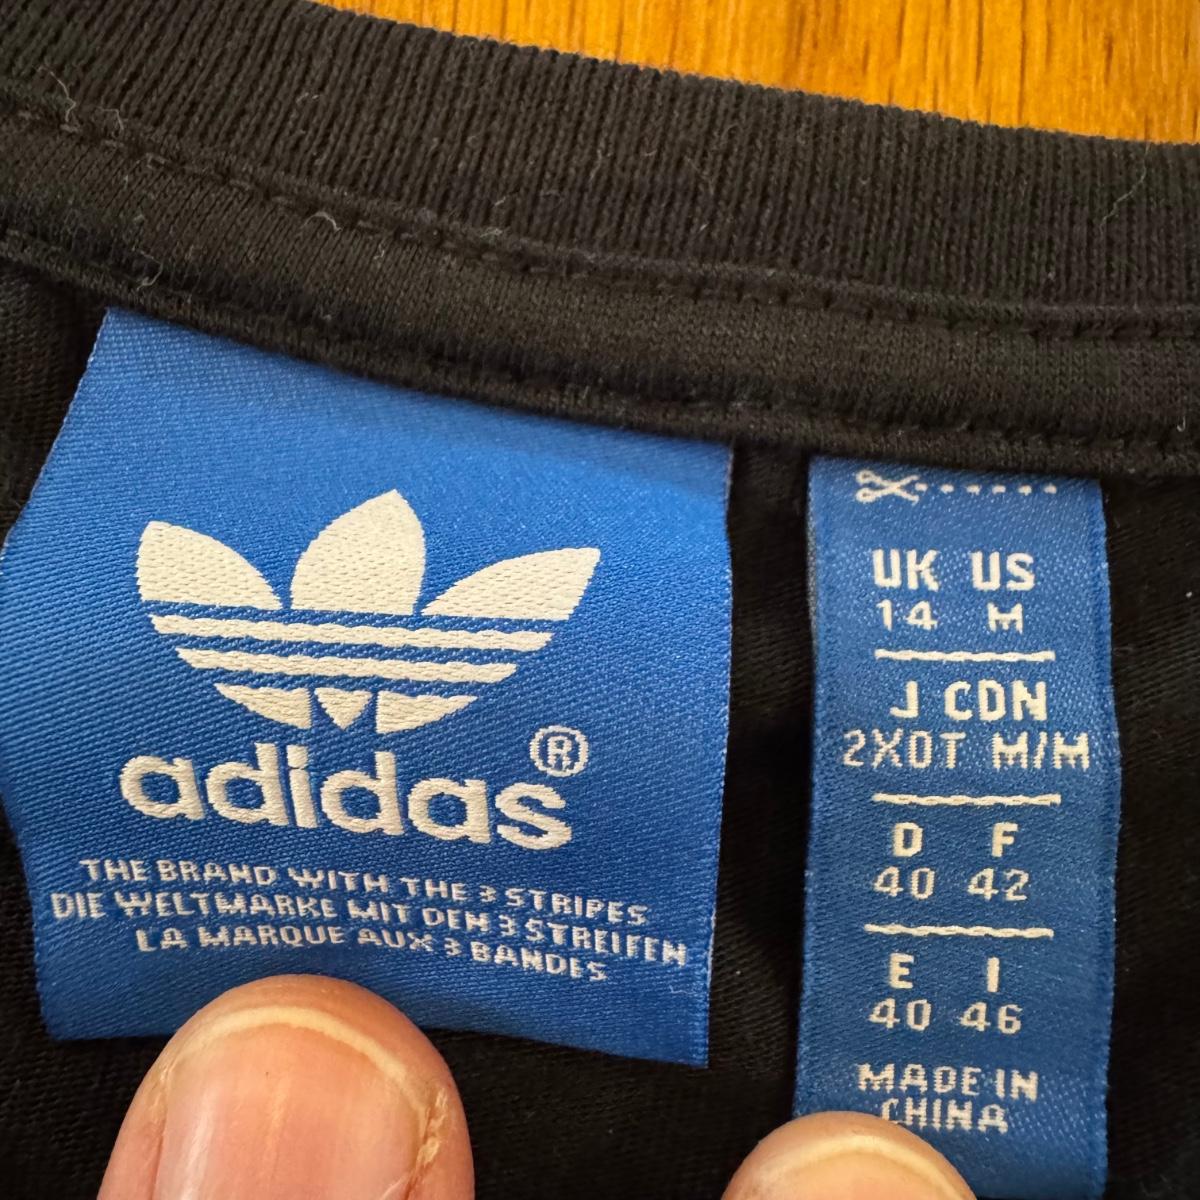 adidas®
THE BRAND WITH THE 3 STRIPES
DIE WELTMARKE MIT DEN 3 STREIFEN
LA MARQUE AUX 3 BANDES
UK US
14 M
J CDN
2XOT M/M
D F
40 42
E I
40 46
MADE IN
CHINA